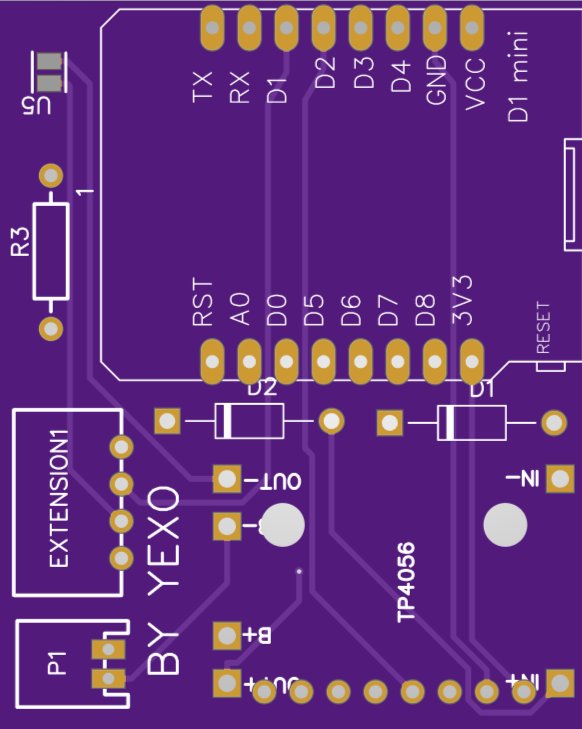 TX
RX
D1
D2
D3
D4
GND
VCC
D1 mini
U5
R3
1
RST
A0
D0
D5
D6
D7
D8
3V3
RESET
D2
D1
EXTENSION1
OUT-
IN-
BY YEXO
TP4056
P1
B+
OUT+
IN+